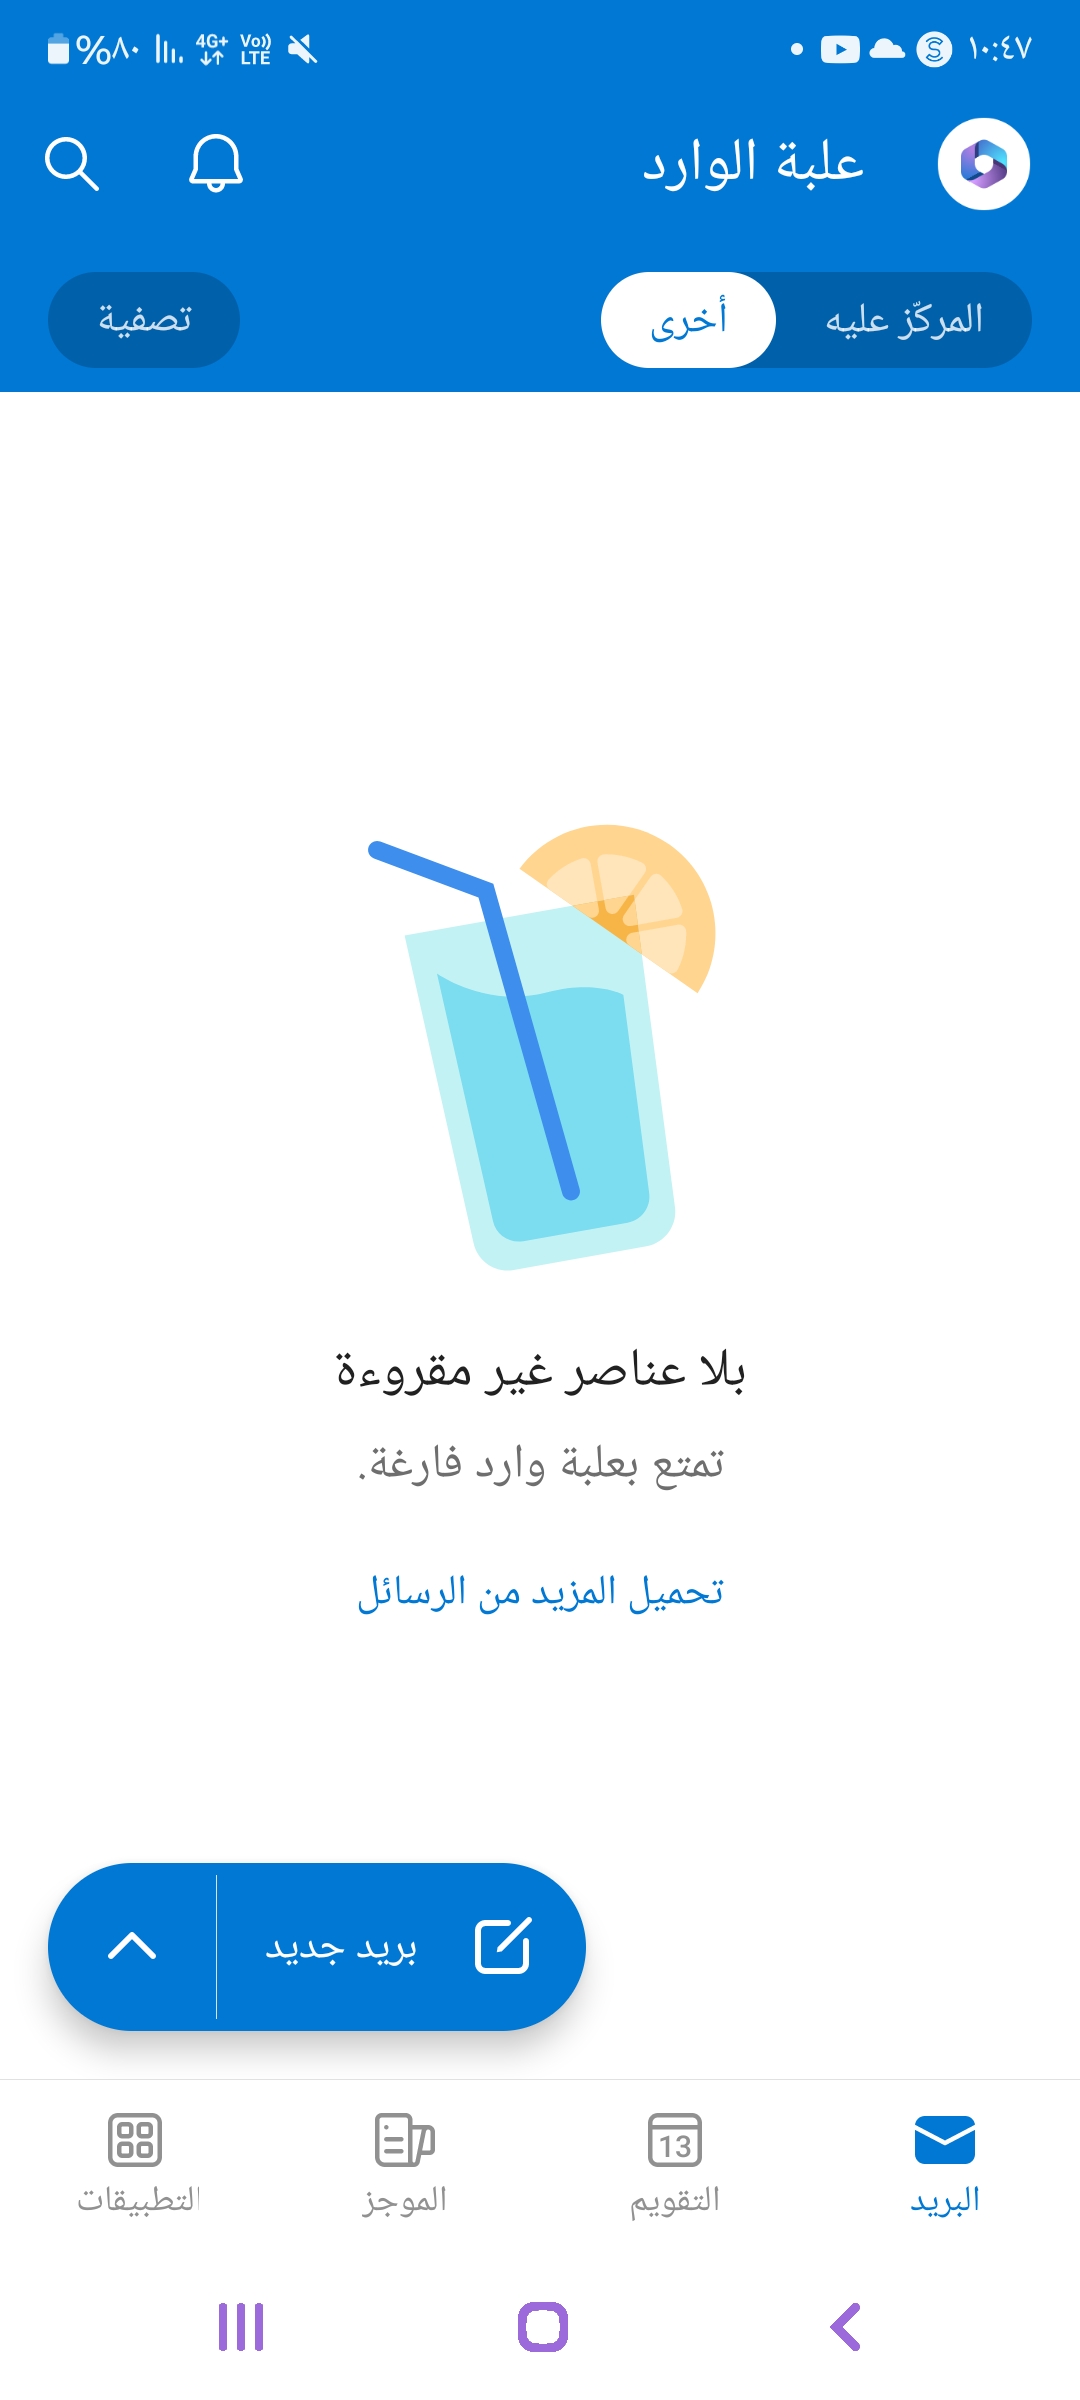 ١٠:٤٧
Vo)) LTE 4G+ %٨٠
علبة الوارد
المركّز عليه أخرى تصفية
بلا عناصر غير مقروءة
تمتع بعلبة وارد فارغة.
تحميل المزيد من الرسائل
بريد جديد
13
البريد التقويم الموجز التطبيقات